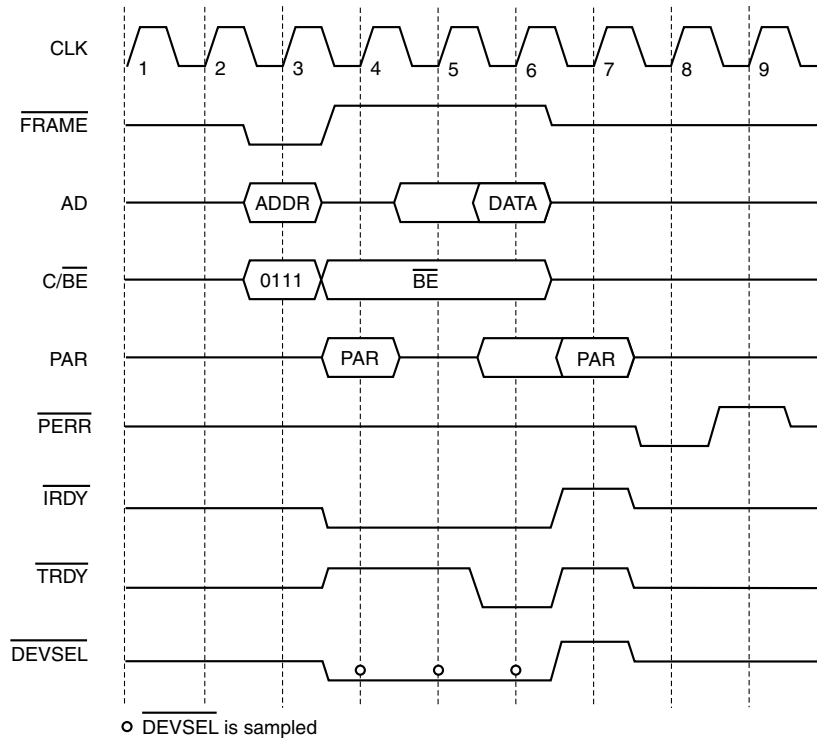 CLK
1 2 3 4 5 6 7 8 9
FRAME
AD ADDR DATA
C/BE 0111 BE
PAR PAR PAR
PERR
IRDY
TRDY
DEVSEL
DEVSEL is sampled